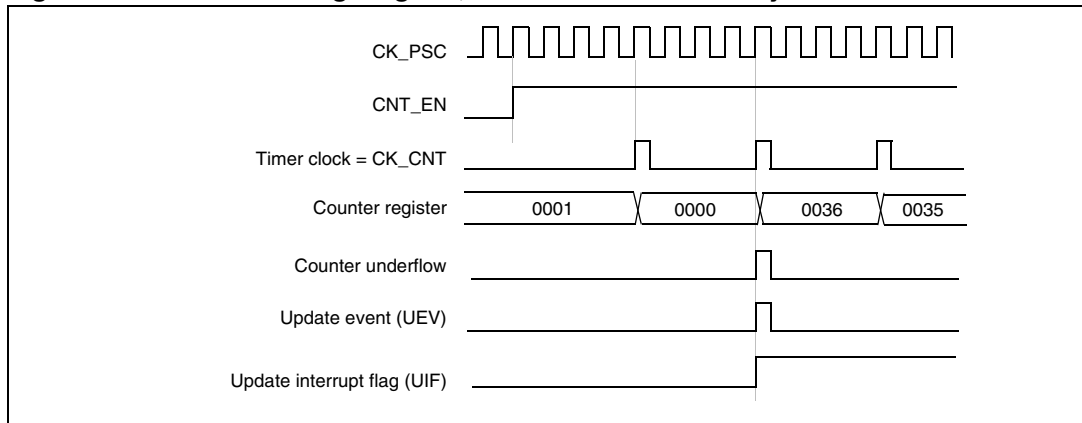 CK_PSC
CNT_EN
Timer clock = CK_CNT
Counter register
0001 0000 0036 0035
Counter underflow
Update event (UEV)
Update interrupt flag (UIF)